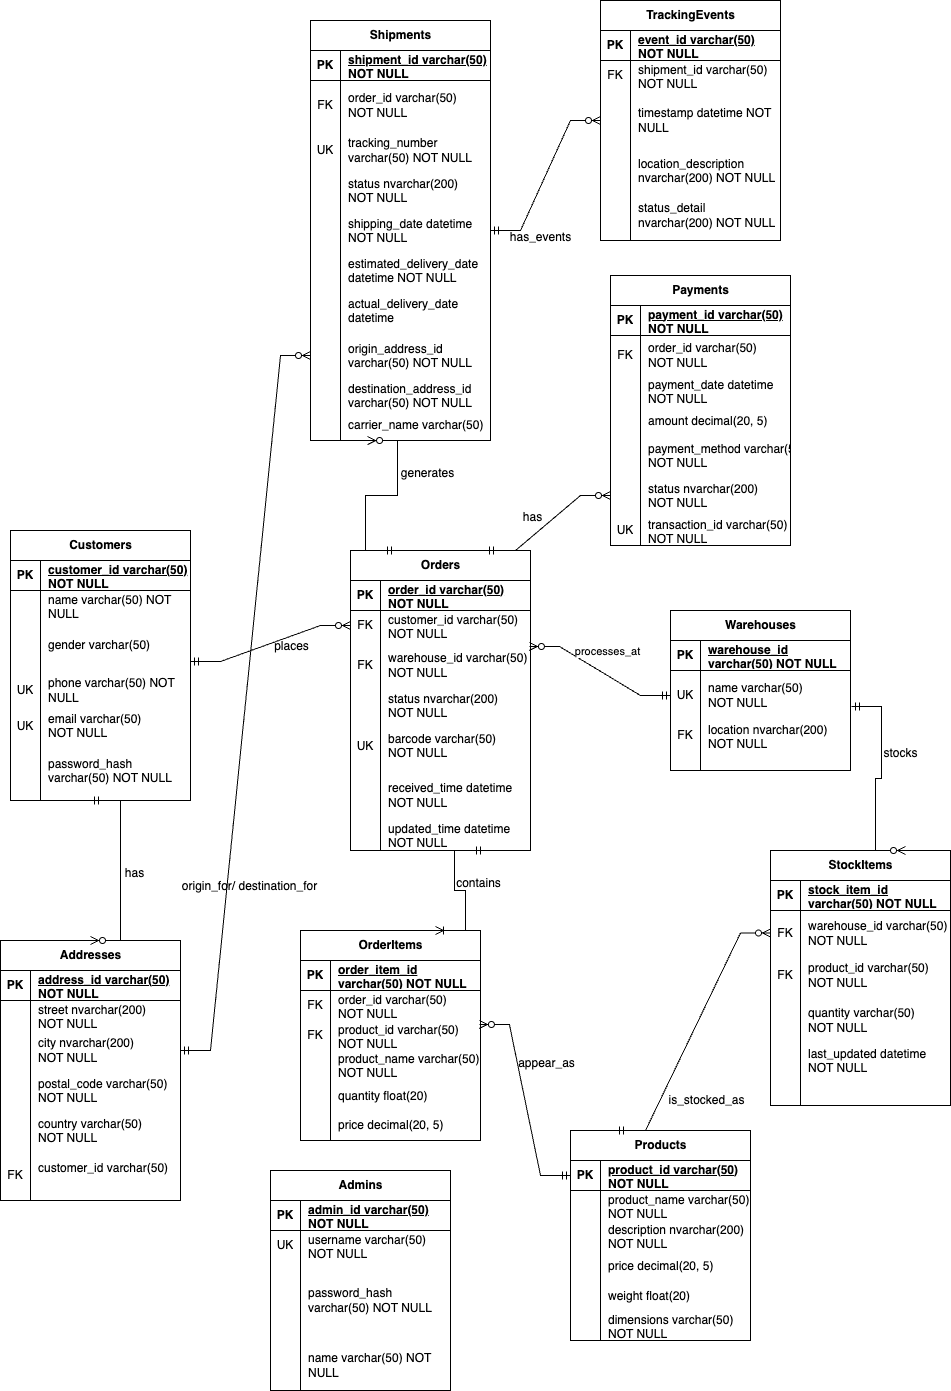 Shipments
PK
shipment_id varchar(50)
NOT NULL
FK
order_id varchar(50)
NOT NULL
UK
tracking_number
varchar(50) NOT NULL
status nvarchar(200)
NOT NULL
shipping_date datetime
NOT NULL
estimated_delivery_date
datetime NOT NULL
actual_delivery_date
datetime
origin_address_id
varchar(50) NOT NULL
destination_address_id
varchar(50) NOT NULL
carrier_name varchar(50)
TrackingEvents
PK
event_id varchar(50)
NOT NULL
FK
shipment_id varchar(50)
NOT NULL
timestamp datetime NOT
NULL
location_description
nvarchar(200) NOT NULL
status_detail
nvarchar(200) NOT NULL
has_events
Payments
PK
payment_id varchar(50)
NOT NULL
FK
order_id varchar(50)
NOT NULL
payment_date datetime
NOT NULL
amount decimal(20, 5)
payment_method varchar(
NOT NULL
status nvarchar(200)
NOT NULL
UK
transaction_id varchar(50)
NOT NULL
generates
has
Customers
PK
customer_id varchar(50)
NOT NULL
name varchar(50) NOT
NULL
gender varchar(50)
UK
phone varchar(50) NOT
NULL
UK
email varchar(50)
NOT NULL
password_hash
varchar(50) NOT NULL
places
Orders
PK
order_id varchar(50)
NOT NULL
FK
customer_id varchar(50)
NOT NULL
FK
warehouse_id varchar(50)
NOT NULL
status nvarchar(200)
NOT NULL
UK
barcode varchar(50)
NOT NULL
received_time datetime
NOT NULL
updated_time datetime
NOT NULL
processes_at
Warehouses
PK
warehouse_id
varchar(50) NOT NULL
UK
name varchar(50)
NOT NULL
FK
location nvarchar(200)
NOT NULL
stocks
has
origin_for/ destination_for
contains
StockItems
PK
stock_item_id
varchar(50) NOT NULL
FK
warehouse_id varchar(50)
NOT NULL
FK
product_id varchar(50)
NOT NULL
quantity varchar(50)
NOT NULL
last_updated datetime
NOT NULL
Addresses
PK
address_id varchar(50)
NOT NULL
street nvarchar(200)
NOT NULL
city nvarchar(200)
NOT NULL
postal_code varchar(50)
NOT NULL
country varchar(50)
NOT NULL
FK
customer_id varchar(50)
OrderItems
PK
order_item_id
varchar(50) NOT NULL
FK
order_id varchar(50)
NOT NULL
FK
product_id varchar(50)
NOT NULL
product_name varchar(50)
NOT NULL
quantity float(20)
price decimal(20, 5)
appear_as
is_stocked_as
Products
PK
product_id varchar(50)
NOT NULL
product_name varchar(50)
NOT NULL
description nvarchar(200)
NOT NULL
price decimal(20, 5)
weight float(20)
dimensions varchar(50)
NOT NULL
Admins
PK
admin_id varchar(50)
NOT NULL
UK
username varchar(50)
NOT NULL
password_hash
varchar(50) NOT NULL
name varchar(50) NOT
NULL